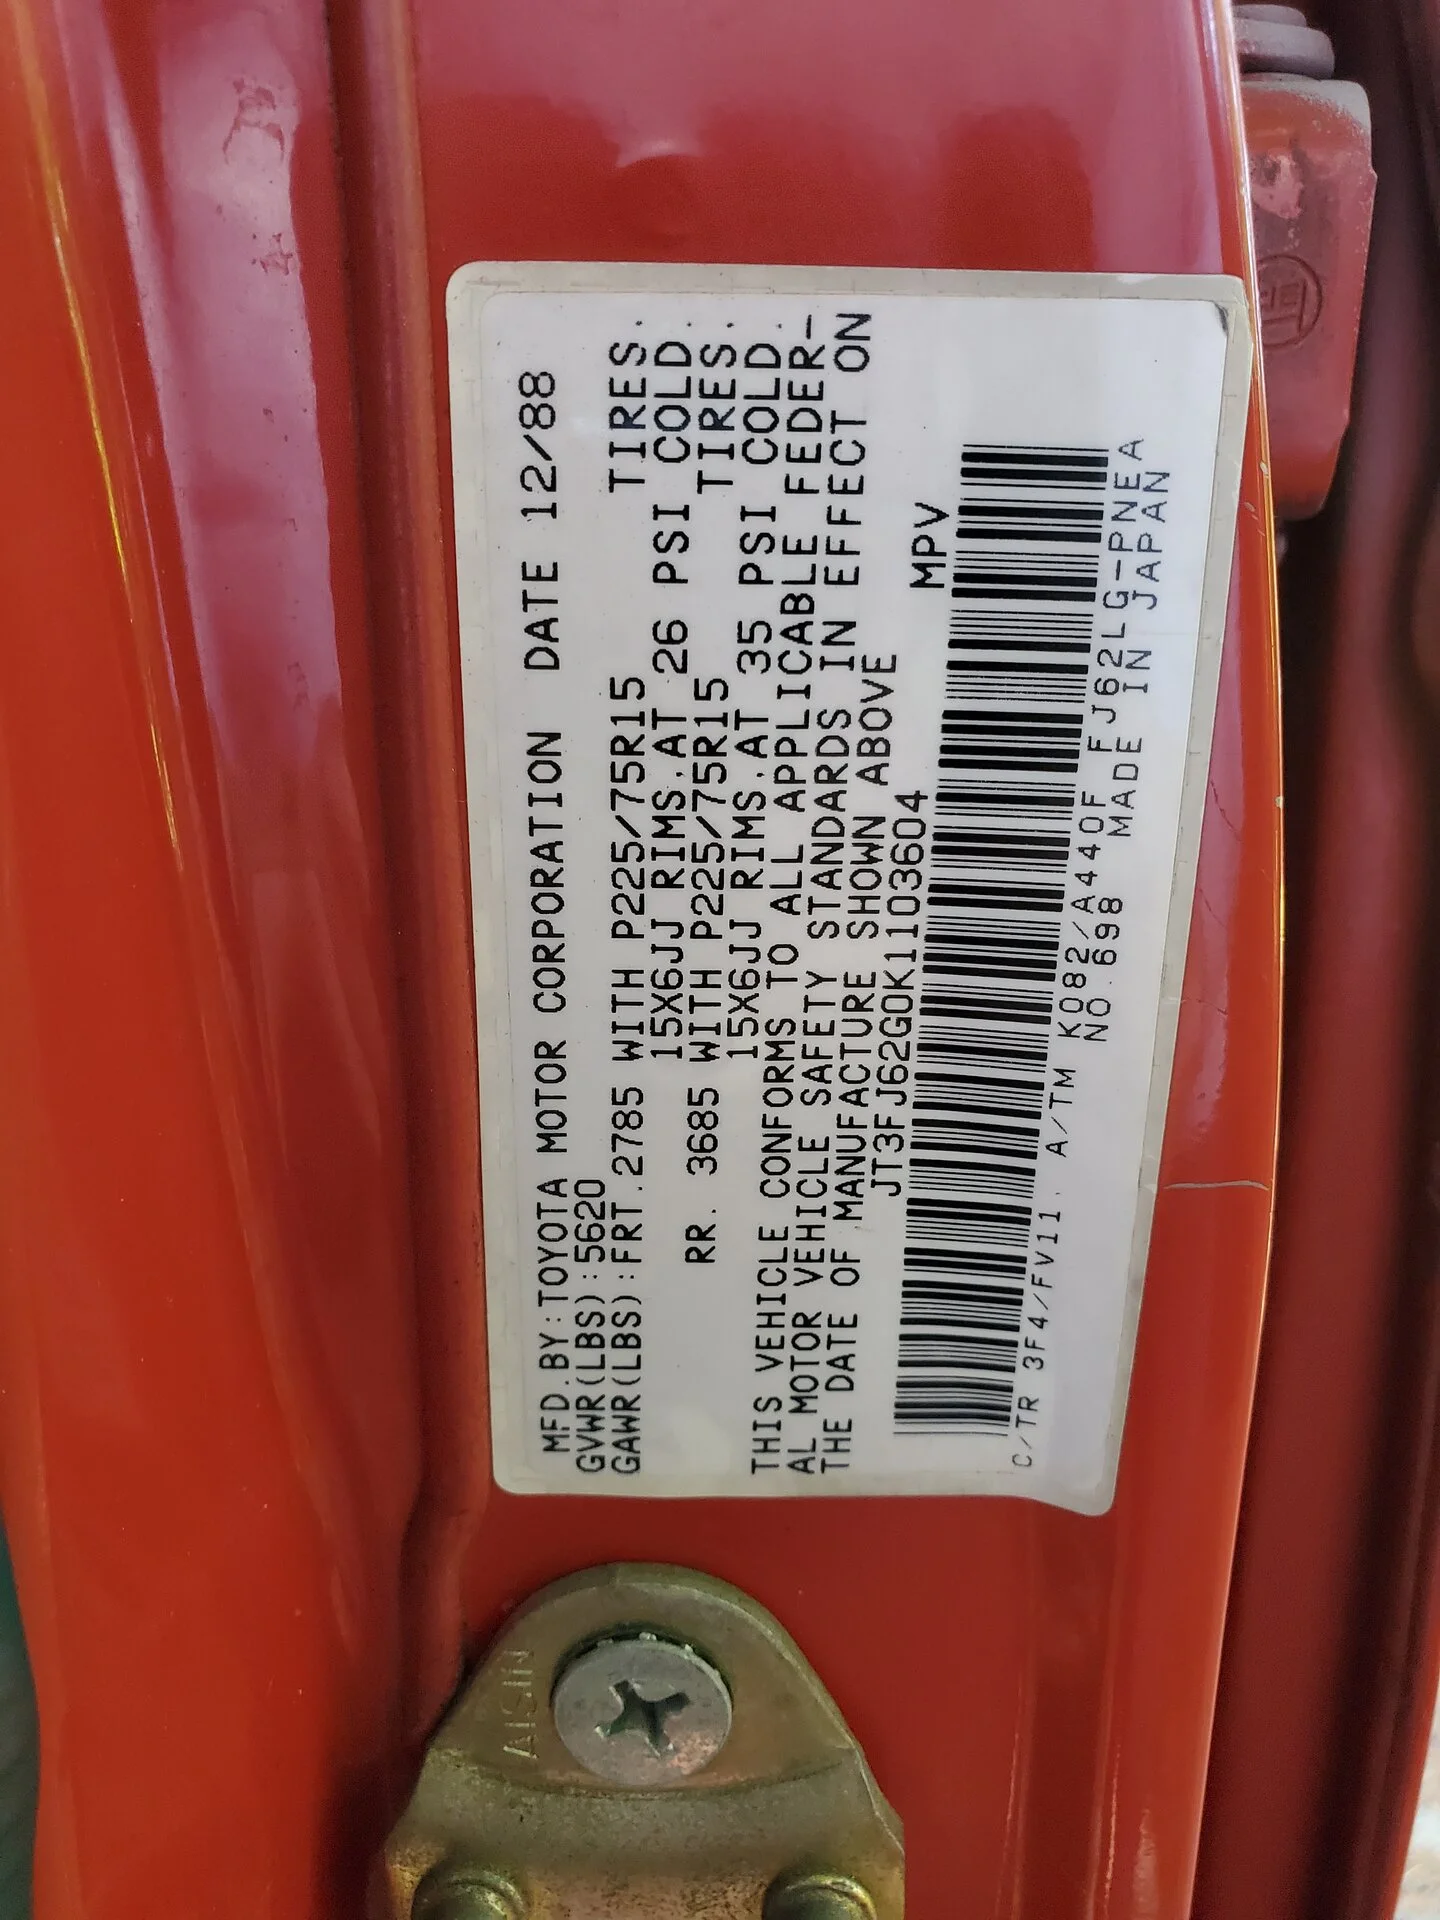 MFD.BY:TOYOTA MOTOR CORPORATION DATE 12/88
GVWR(LBS):5620
GAWR(LBS):FRT.2785 WITH P225/75R15 TIRES.
15X6JJ RIMS.AT 26 PSI COLD.
RR. 3685 WITH P225/75R15 TIRES.
15X6JJ RIMS.AT 35 PSI COLD.
THIS VEHICLE CONFORMS TO ALL APPLICABLE FEDER-
AL MOTOR VEHICLE SAFETY STANDARDS IN EFFECT ON
THE DATE OF MANUFACTURE SHOWN ABOVE
JT3FJ62G0K1103604 MPV
C/TR 3F4/FV11. A/TM K082/A440F FJ62LG-PNEA
NO.698 MADE IN JAPAN
AISIN